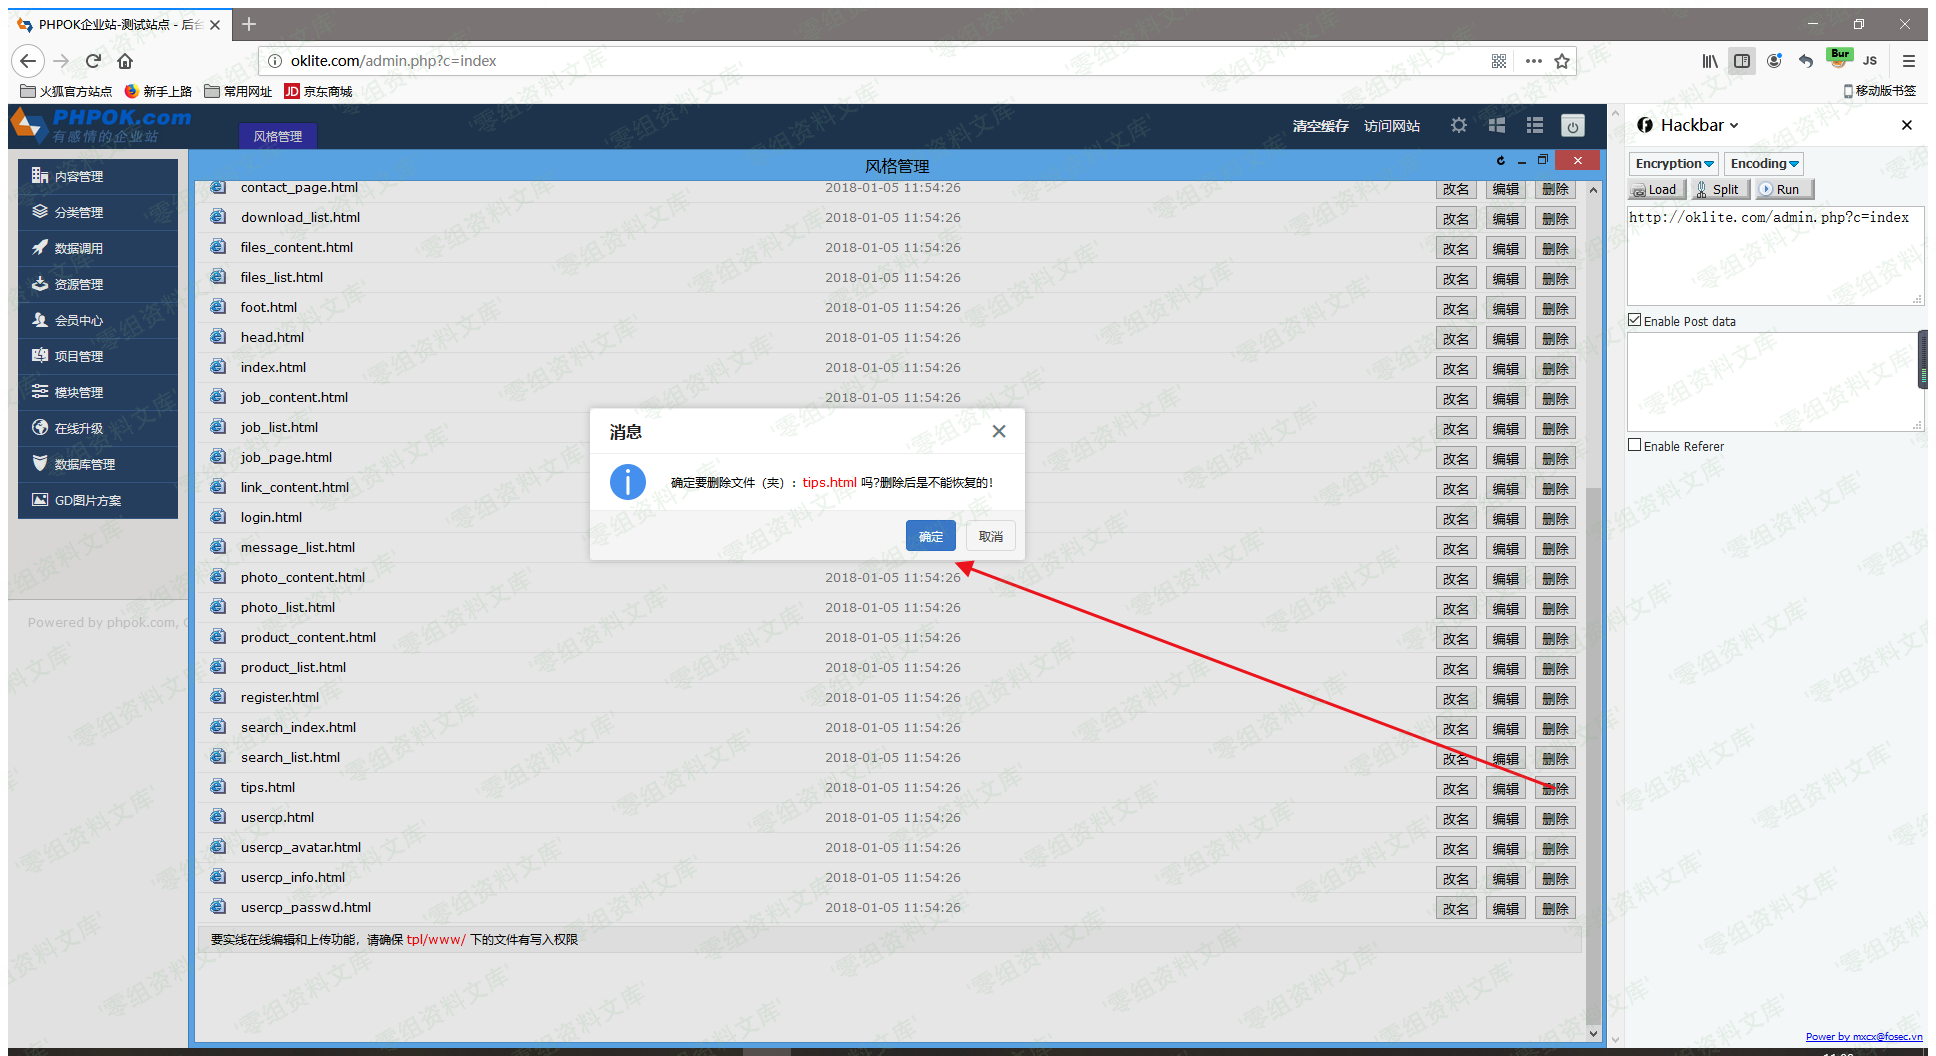 PHPOK企业站-测试站点 - 后台
oklite.com/admin.php?c=index
Bur
JS
火狐官方站点 新手上路 常用网址 JD 京东商城
移动版书签
PHPOK.com
有感情的企业站
风格管理
清空缓存 访问网站
内容管理
分类管理
数据调用
资源管理
会员中心
项目管理
模块管理
在线升级
数据库管理
GD图片方案
Powered by phpok.com, C
风格管理
contact_page.html 2018-01-05 11:54:26 改名 编辑 删除
download_list.html 2018-01-05 11:54:26 改名 编辑 删除
files_content.html 2018-01-05 11:54:26 改名 编辑 删除
files_list.html 2018-01-05 11:54:26 改名 编辑 删除
foot.html 2018-01-05 11:54:26 改名 编辑 删除
head.html 2018-01-05 11:54:26 改名 编辑 删除
index.html 2018-01-05 11:54:26 改名 编辑 删除
job_content.html 2018-01-05 11:54:26 改名 编辑 删除
job_list.html 改名 编辑 删除
job_page.html 改名 编辑 删除
link_content.html 改名 编辑 删除
login.html 改名 编辑 删除
message_list.html 改名 编辑 删除
photo_content.html 2018-01-05 11:54:26 改名 编辑 删除
photo_list.html 2018-01-05 11:54:26 改名 编辑 删除
product_content.html 2018-01-05 11:54:26 改名 编辑 删除
product_list.html 2018-01-05 11:54:26 改名 编辑 删除
register.html 2018-01-05 11:54:26 改名 编辑 删除
search_index.html 2018-01-05 11:54:26 改名 编辑 删除
search_list.html 2018-01-05 11:54:26 改名 编辑 删除
tips.html 2018-01-05 11:54:26 改名 编辑 删除
usercp.html 2018-01-05 11:54:26 改名 编辑 删除
usercp_avatar.html 2018-01-05 11:54:26 改名 编辑 删除
usercp_info.html 2018-01-05 11:54:26 改名 编辑 删除
usercp_passwd.html 2018-01-05 11:54:26 改名 编辑 删除
要实线在线编辑和上传功能，请确保 tpl/www/ 下的文件有写入权限
消息
确定要删除文件（夹）：tips.html 吗?删除后是不能恢复的!
确定 取消
Hackbar
Encryption Encoding
Load Split Run
http://oklite.com/admin.php?c=index
Enable Post data
Enable Referer
Power by mxcx@fosec.vn
'零组资料文库'